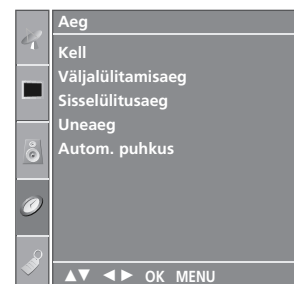 Aeg
Kell
Väljalülitamisaeg
Sisselülitusaeg
Uneaeg
Autom. puhkus
▲▼ ◄► OK MENU